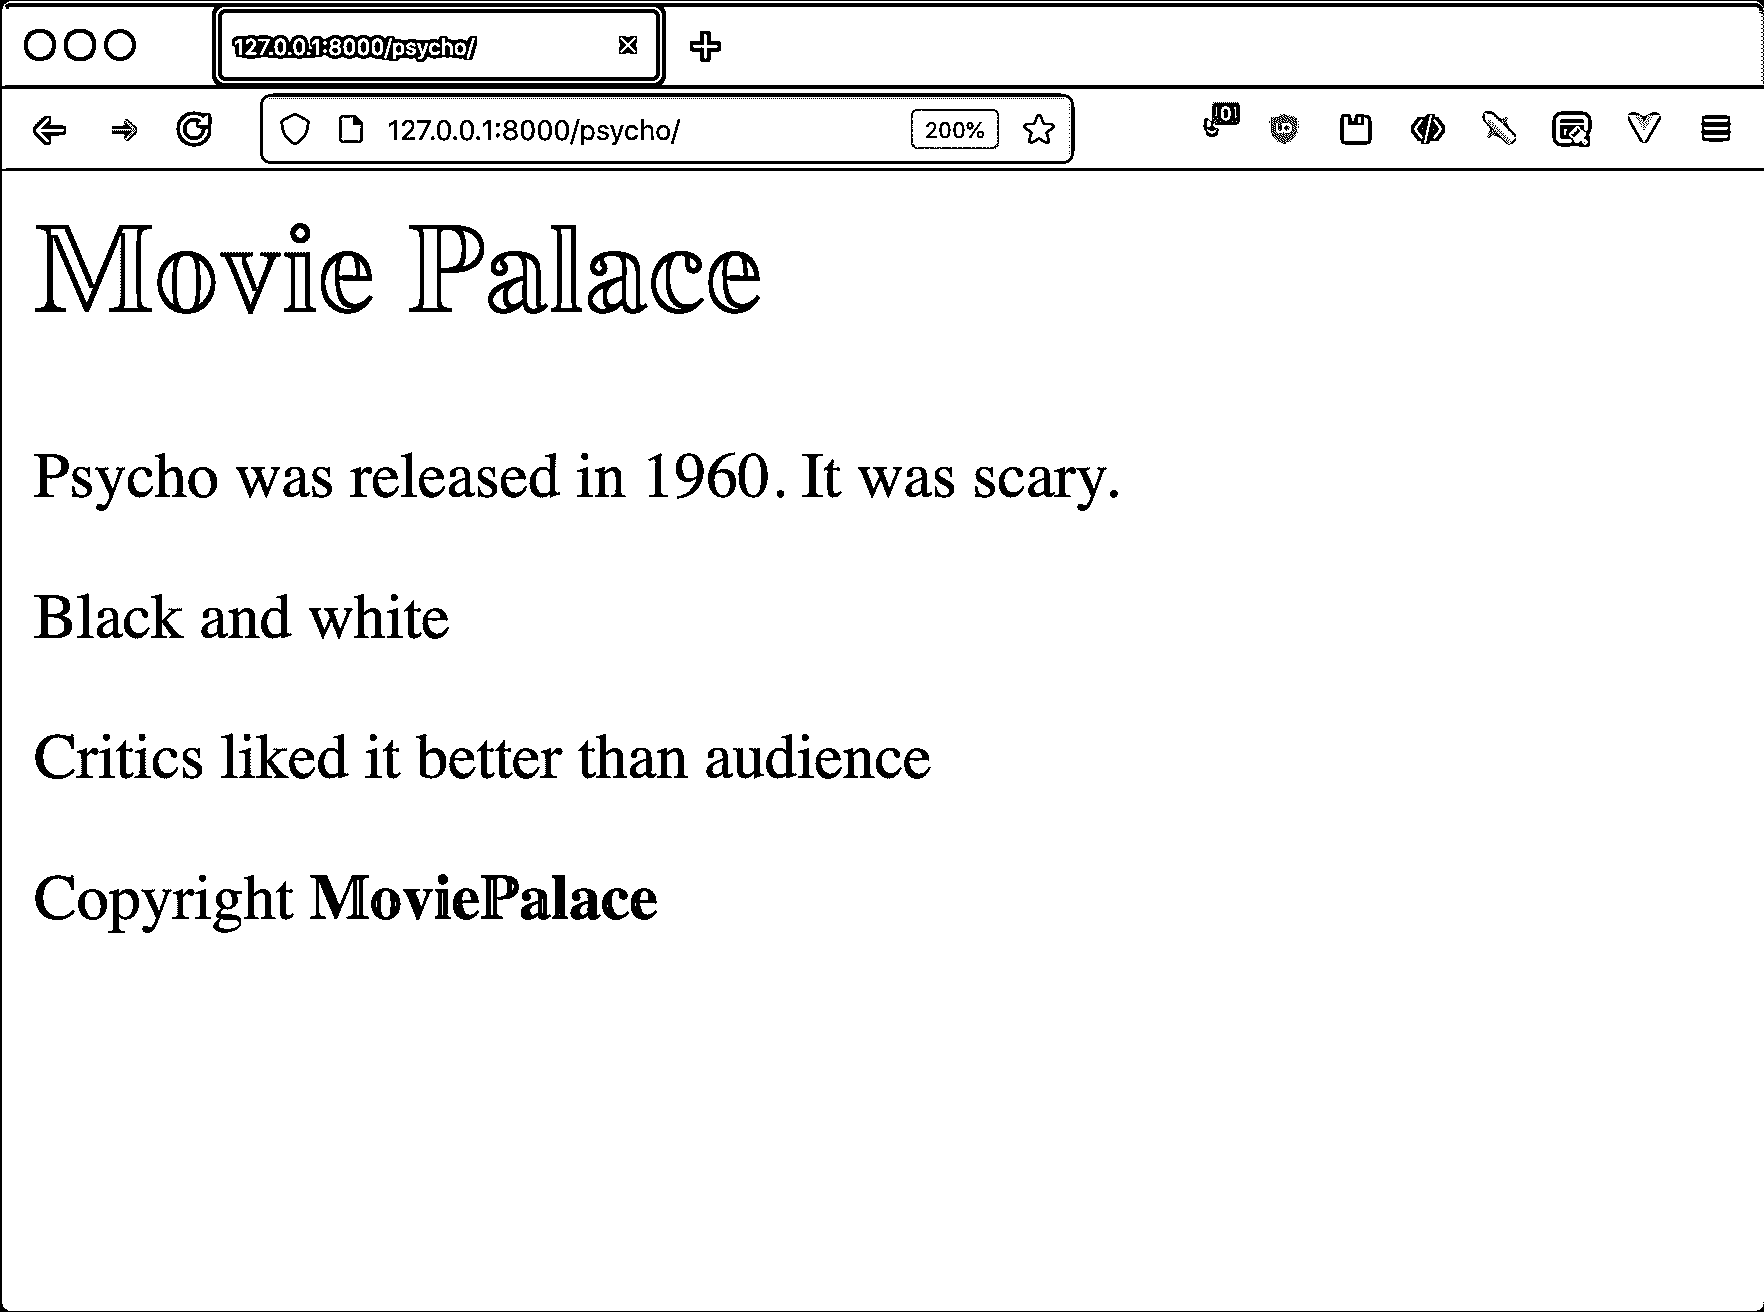 127.0.0.1:8000/psycho/
127.0.0.1:8000/psycho/
200%
Movie Palace
Psycho was released in 1960. It was scary.
Black and white
Critics liked it better than audience
Copyright MoviePalace